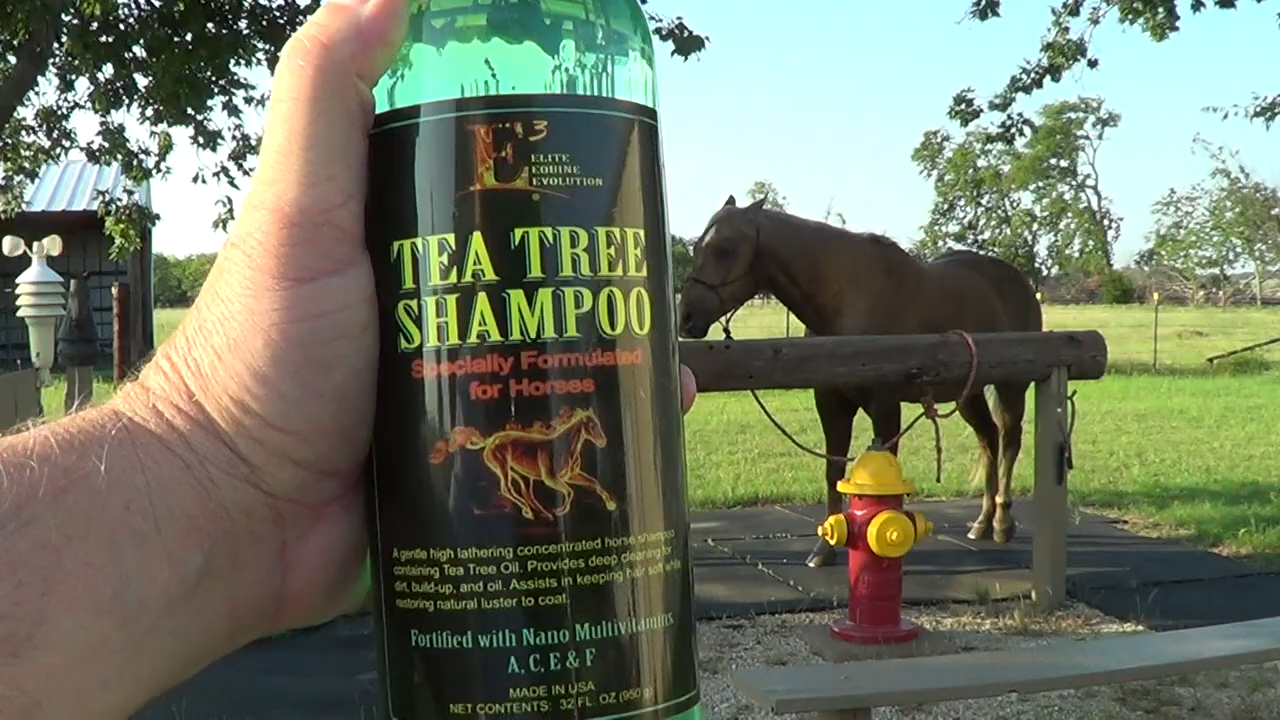 E3
ELITE
EQUINE
EVOLUTION
TEA TREE
SHAMPOO
Specially Formulated
for Horses
A gentle high lathering concentrated horse shampoo
containing Tea Tree Oil. Provides deep cleaning for
dirt, build-up, and oil. Assists in keeping hair soft while
restoring natural luster to coat.
Fortified with Nano Multivitamins
A, C, E & F
MADE IN USA
NET CONTENTS: 32 FL. OZ (950 g)